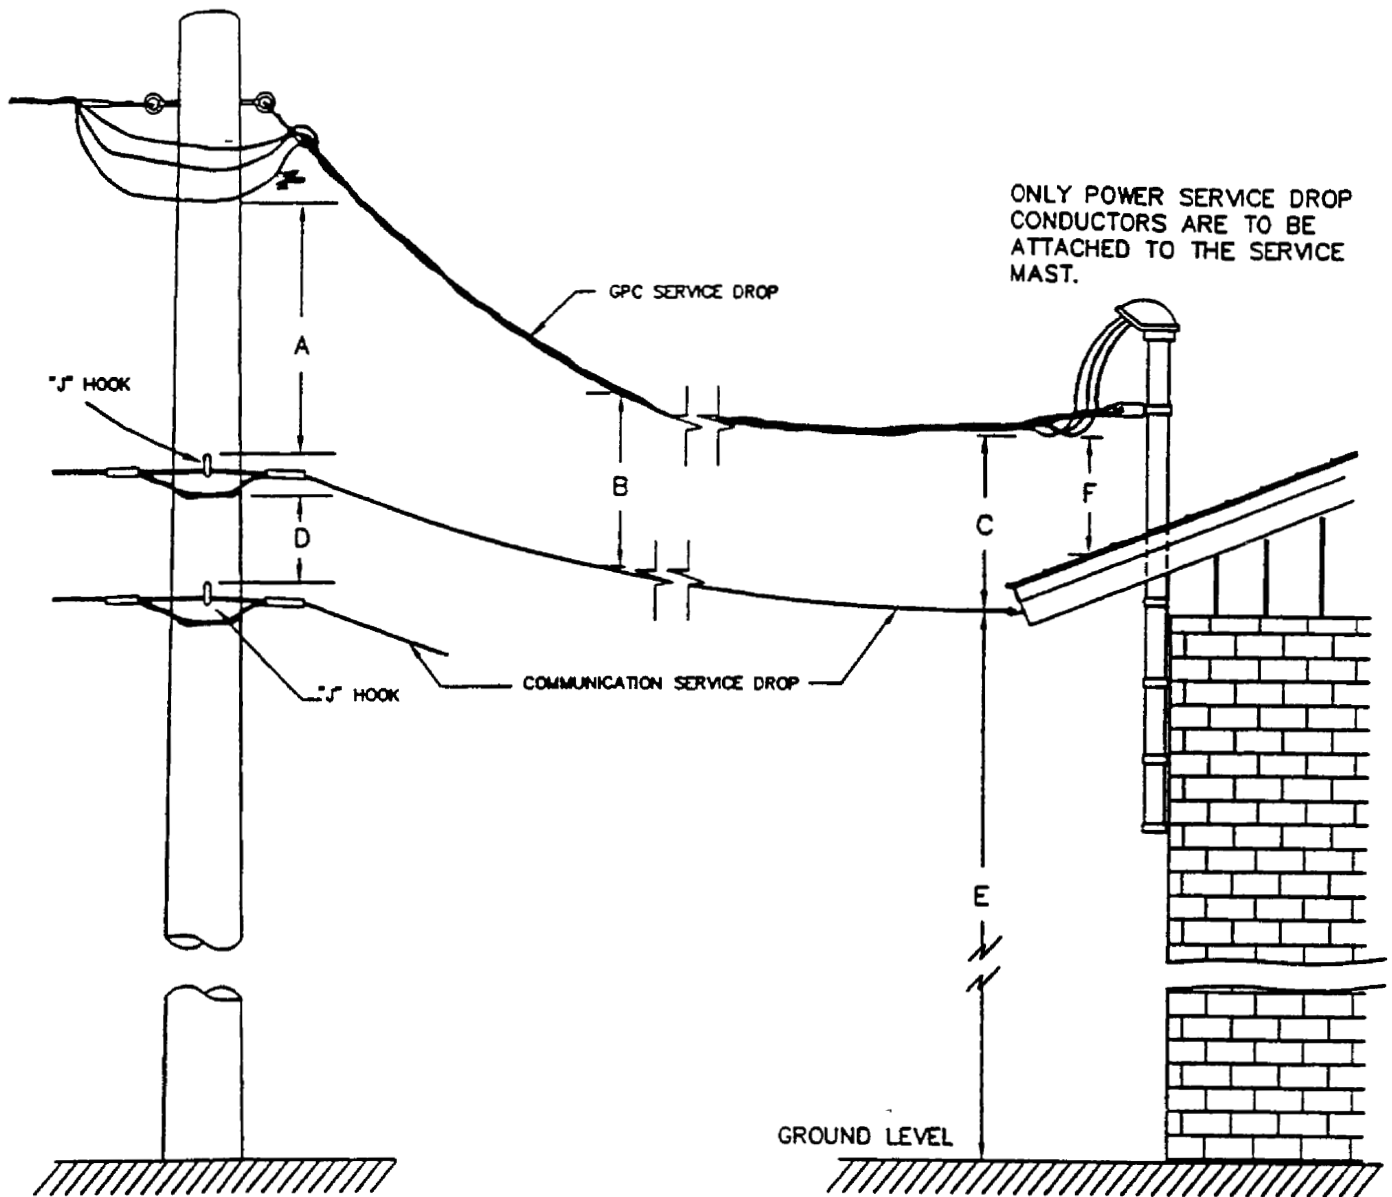 ONLY POWER SERVICE DROP
CONDUCTORS ARE TO BE
ATTACHED TO THE SERVICE
MAST.
GPC SERVICE DROP
A
"J" HOOK
B
F
C
D
"J" HOOK
COMMUNICATION SERVICE DROP
E
GROUND LEVEL